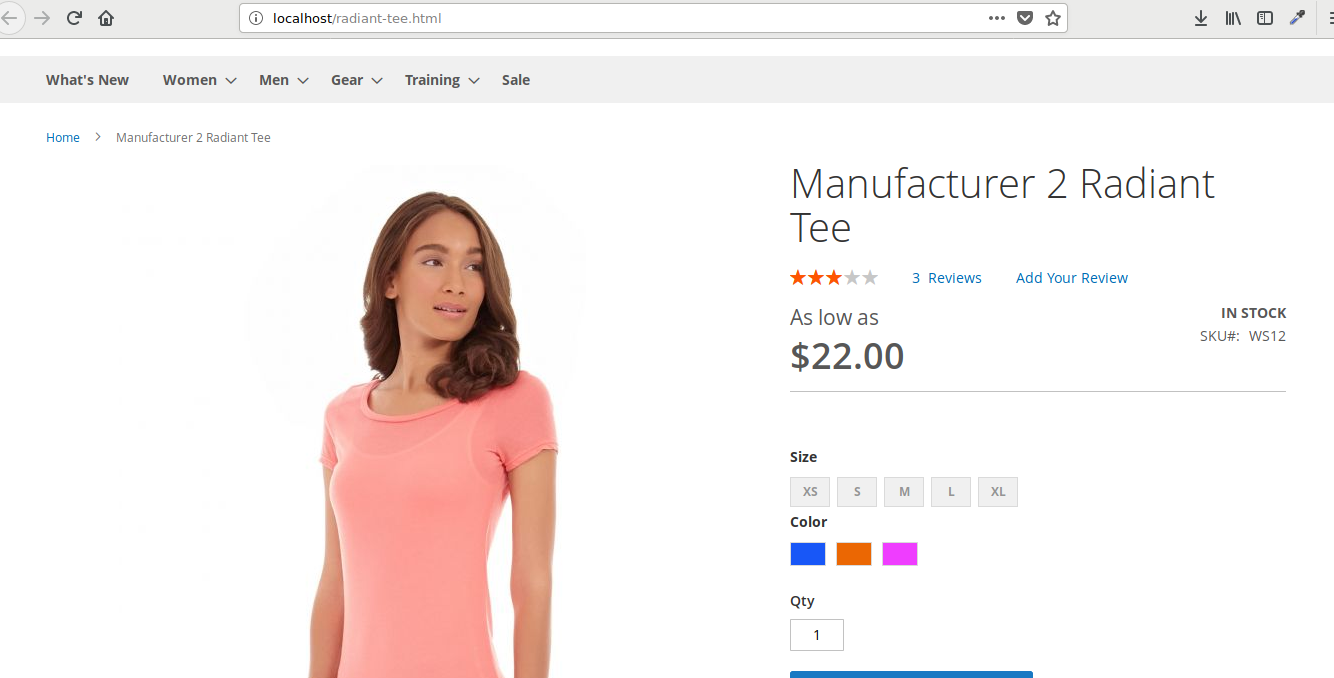 localhost/radiant-tee.html
What's New Women Men Gear Training Sale
Home Manufacturer 2 Radiant Tee
Manufacturer 2 Radiant
Tee
3 Reviews Add Your Review
As low as
IN STOCK
$22.00
SKU#: WS12
Size
XS S M L XL
Color
Qty
1